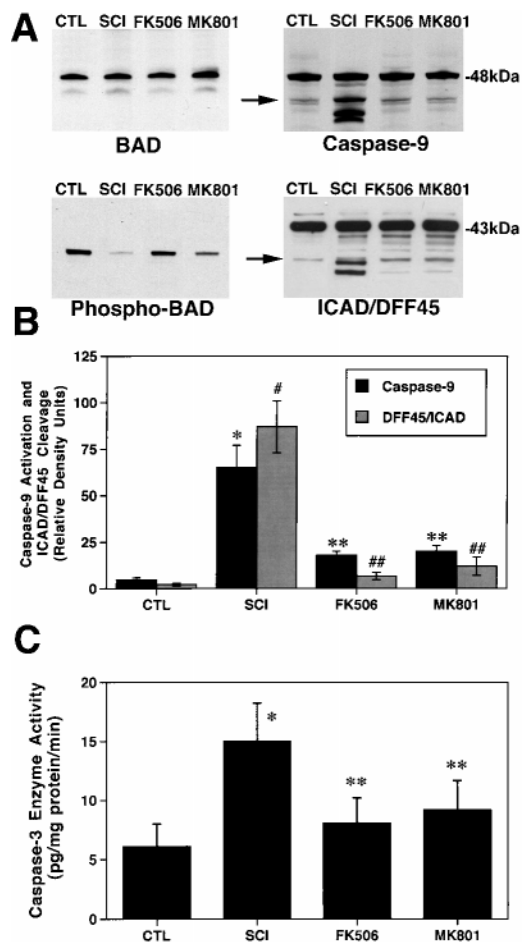 A
CTL SCI FK506 MK801
CTL SCI FK506 MK801
-48kDa
BAD
Caspase-9
CTL SCI FK506 MK801
CTL SCI FK506 MK801
-43kDa
Phospho-BAD
ICAD/DFF45
B
Caspase-9 Activation and
ICAD/DFF45 Cleavage
(Relative Density Units)
125
100
75
50
25
0
Caspase-9
DFF45/ICAD
*
#
**
##
**
##
CTL SCI FK506 MK801
C
Caspase-3 Enzyme Activity
(pg/mg protein/min)
20
15
10
5
0
*
**
**
CTL SCI FK506 MK801